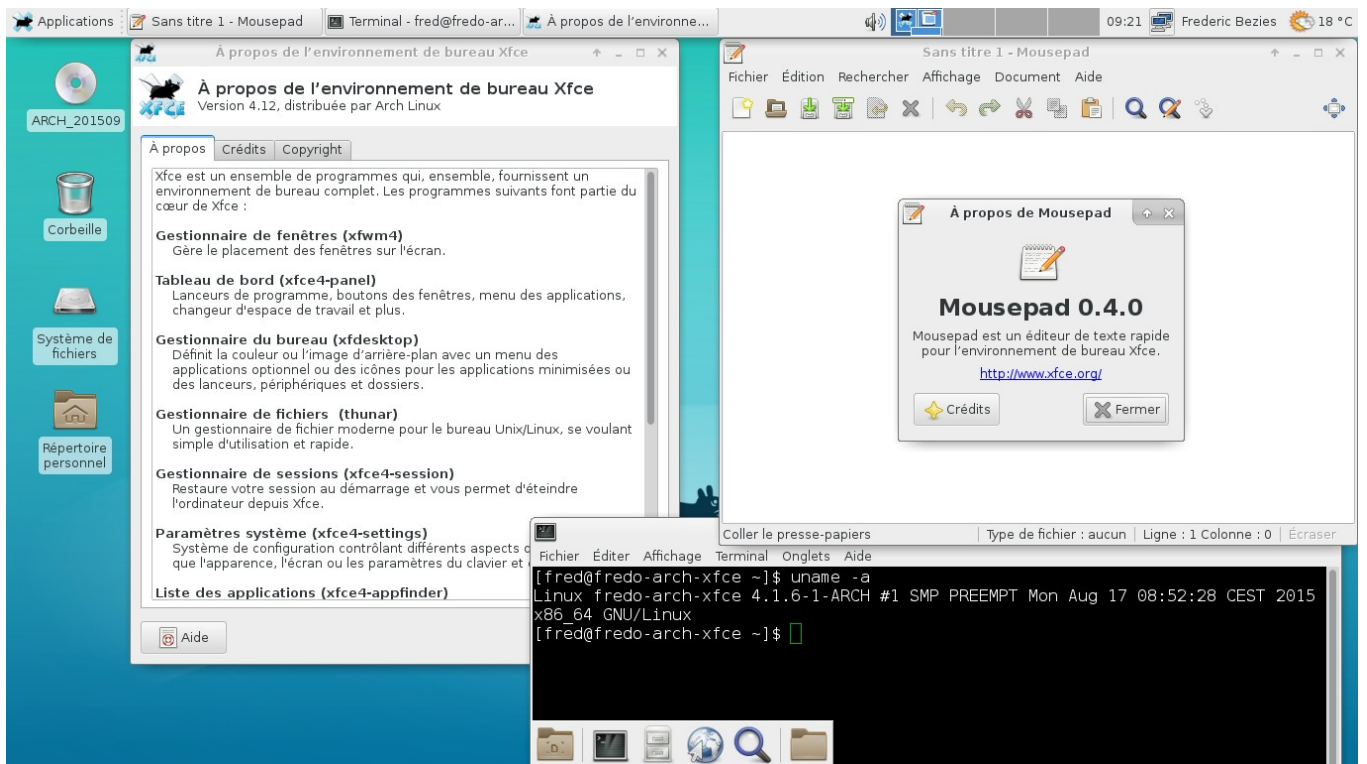 Applications
Sans titre 1 - Mousepad
Terminal - fred@fredo-ar...
À propos de l'environne...
09:21
Frederic Bezies
18 °C
ARCH_201509
Corbeille
Système de
fichiers
Répertoire
personnel
À propos de l'environnement de bureau Xfce
XFCE
À propos de l'environnement de bureau Xfce
Version 4.12, distribuée par Arch Linux
À propos Crédits Copyright
Xfce est un ensemble de programmes qui, ensemble, fournissent un
environnement de bureau complet. Les programmes suivants font partie du
cœur de Xfce :
Gestionnaire de fenêtres (xfwm4)
Gère le placement des fenêtres sur l'écran.
Tableau de bord (xfce4-panel)
Lanceurs de programme, boutons des fenêtres, menu des applications,
changeur d'espace de travail et plus.
Gestionnaire du bureau (xfdesktop)
Définit la couleur ou l'image d'arrière-plan avec un menu des
applications optionnel ou des icônes pour les applications minimisées ou
des lanceurs, périphériques et dossiers.
Gestionnaire de fichiers (thunar)
Un gestionnaire de fichier moderne pour le bureau Unix/Linux, se voulant
simple d'utilisation et rapide.
Gestionnaire de sessions (xfce4-session)
Restaure votre session au démarrage et vous permet d'éteindre
l'ordinateur depuis Xfce.
Paramètres système (xfce4-settings)
Système de configuration contrôlant différents aspects
que l'apparence, l'écran ou les paramètres du clavier et
Liste des applications (xfce4-appfinder)
Aide
Sans titre 1 - Mousepad
Fichier Édition Rechercher Affichage Document Aide
À propos de Mousepad
Mousepad 0.4.0
Mousepad est un éditeur de texte rapide
pour l'environnement de bureau Xfce.
http://www.xfce.org/
Crédits Fermer
Coller le presse-papiers Type de fichier : aucun Ligne : 1 Colonne : 0 Écraser
Fichier Éditer Affichage Terminal Onglets Aide
[fred@fredo-arch-xfce ~]$ uname -a
Linux fredo-arch-xfce 4.1.6-1-ARCH #1 SMP PREEMPT Mon Aug 17 08:52:28 CEST 2015
x86_64 GNU/Linux
[fred@fredo-arch-xfce ~]$